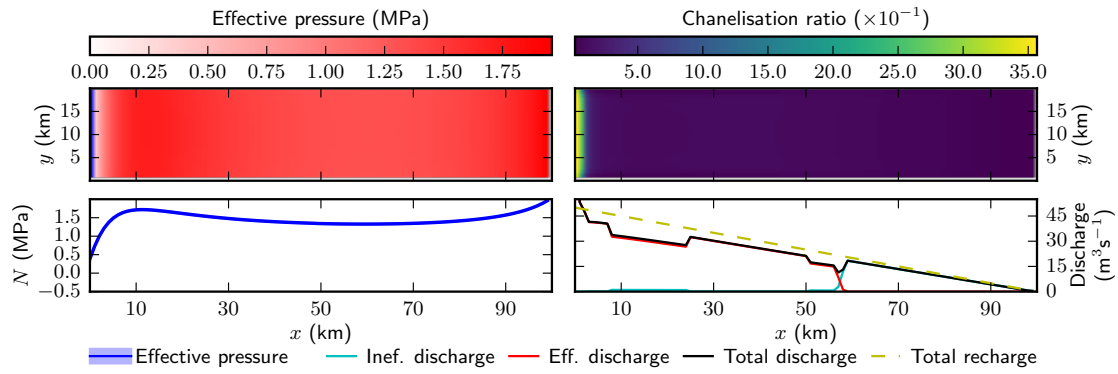 Effective pressure (MPa)
Chanelisation ratio (×10⁻¹)
0.00 0.25 0.50 0.75 1.00 1.25 1.50 1.75
5.0 10.0 15.0 20.0 25.0 30.0 35.0
y (km)
15
10
5
15
10
5
y (km)
N (MPa)
1.5
1.0
0.5
0.0
−0.5
45
30
15
0
Discharge
(m³s⁻¹)
10 30 50 70 90
10 30 50 70 90
x (km)
x (km)
Effective pressure
Inef. discharge
Eff. discharge
Total discharge
Total recharge